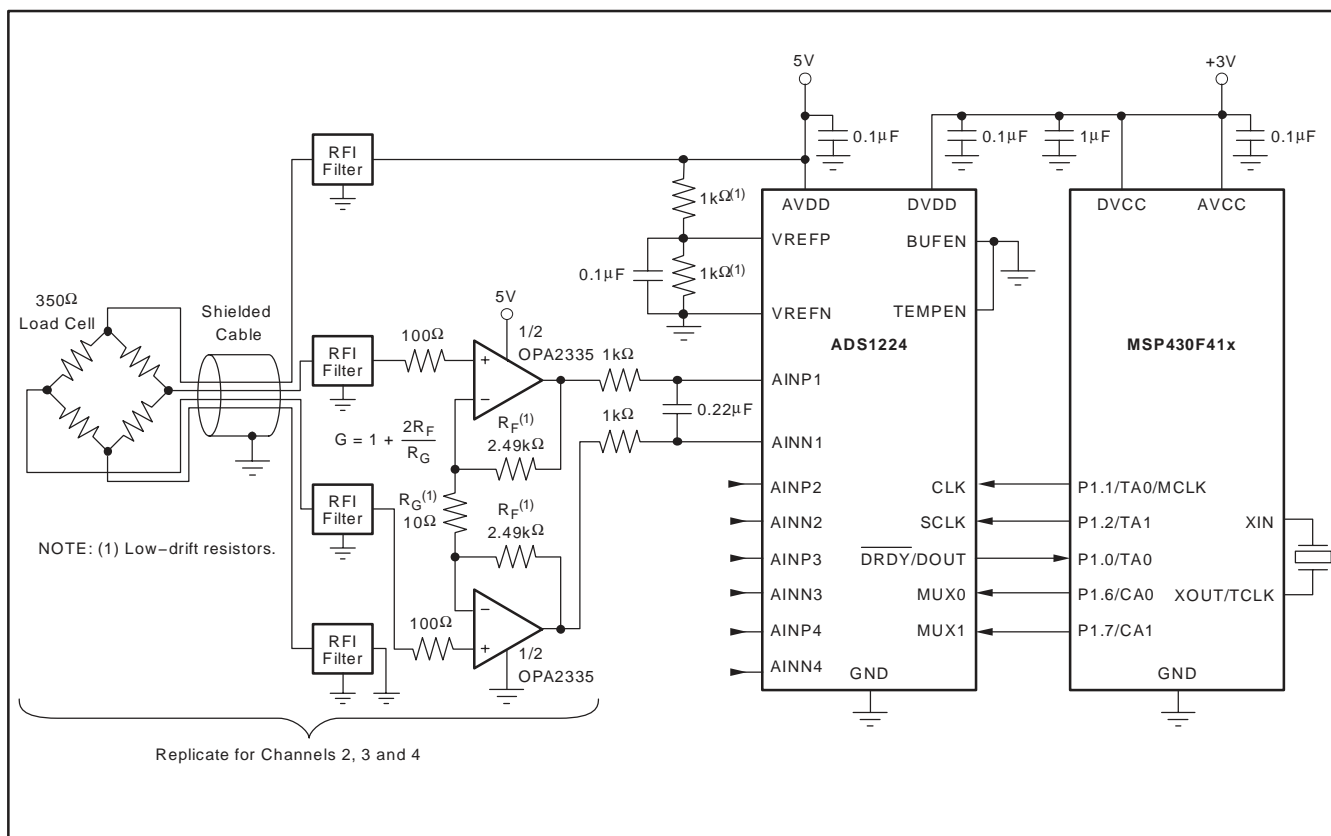 5V
+3V
0.1μF
0.1μF
1μF
0.1μF
RFI
Filter
1kΩ(1)
AVDD
DVDD
DVCC
AVCC
VREFP
BUFEN
0.1μF
1kΩ(1)
350Ω
Load Cell
Shielded
Cable
5V
VREFN
TEMPEN
RFI
Filter
100Ω
+
−
1/2
OPA2335
1kΩ
ADS1224
MSP430F41x
AINP1
0.22μF
G = 1 + 2RF
RG
RF(1)
2.49kΩ
1kΩ
AINN1
RG(1)
10Ω
RF(1)
2.49kΩ
AINP2
CLK
P1.1/TA0/MCLK
RFI
Filter
AINN2
SCLK
P1.2/TA1
XIN
NOTE: (1) Low−drift resistors.
AINP3
DRDY/DOUT
P1.0/TA0
AINN3
MUX0
P1.6/CA0
XOUT/TCLK
RFI
Filter
100Ω
−
+
1/2
OPA2335
AINP4
MUX1
P1.7/CA1
AINN4
GND
GND
Replicate for Channels 2, 3 and 4